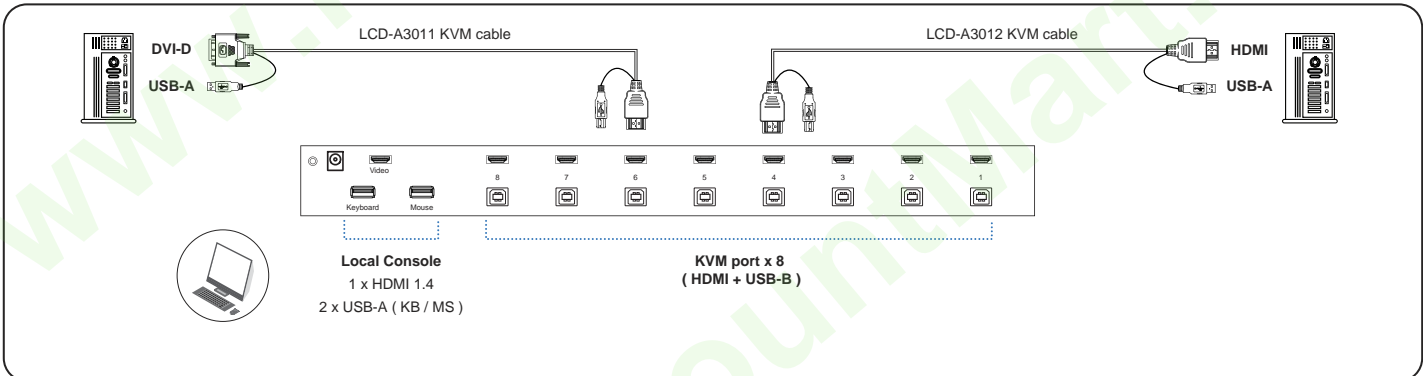 LCD-A3011 KVM cable
LCD-A3012 KVM cable
DVI-D
USB-A
HDMI
USB-A
Video
8 7 6 5 4 3 2 1
Keyboard Mouse
Local Console
1 x HDMI 1.4
2 x USB-A ( KB / MS )
KVM port x 8
( HDMI + USB-B )